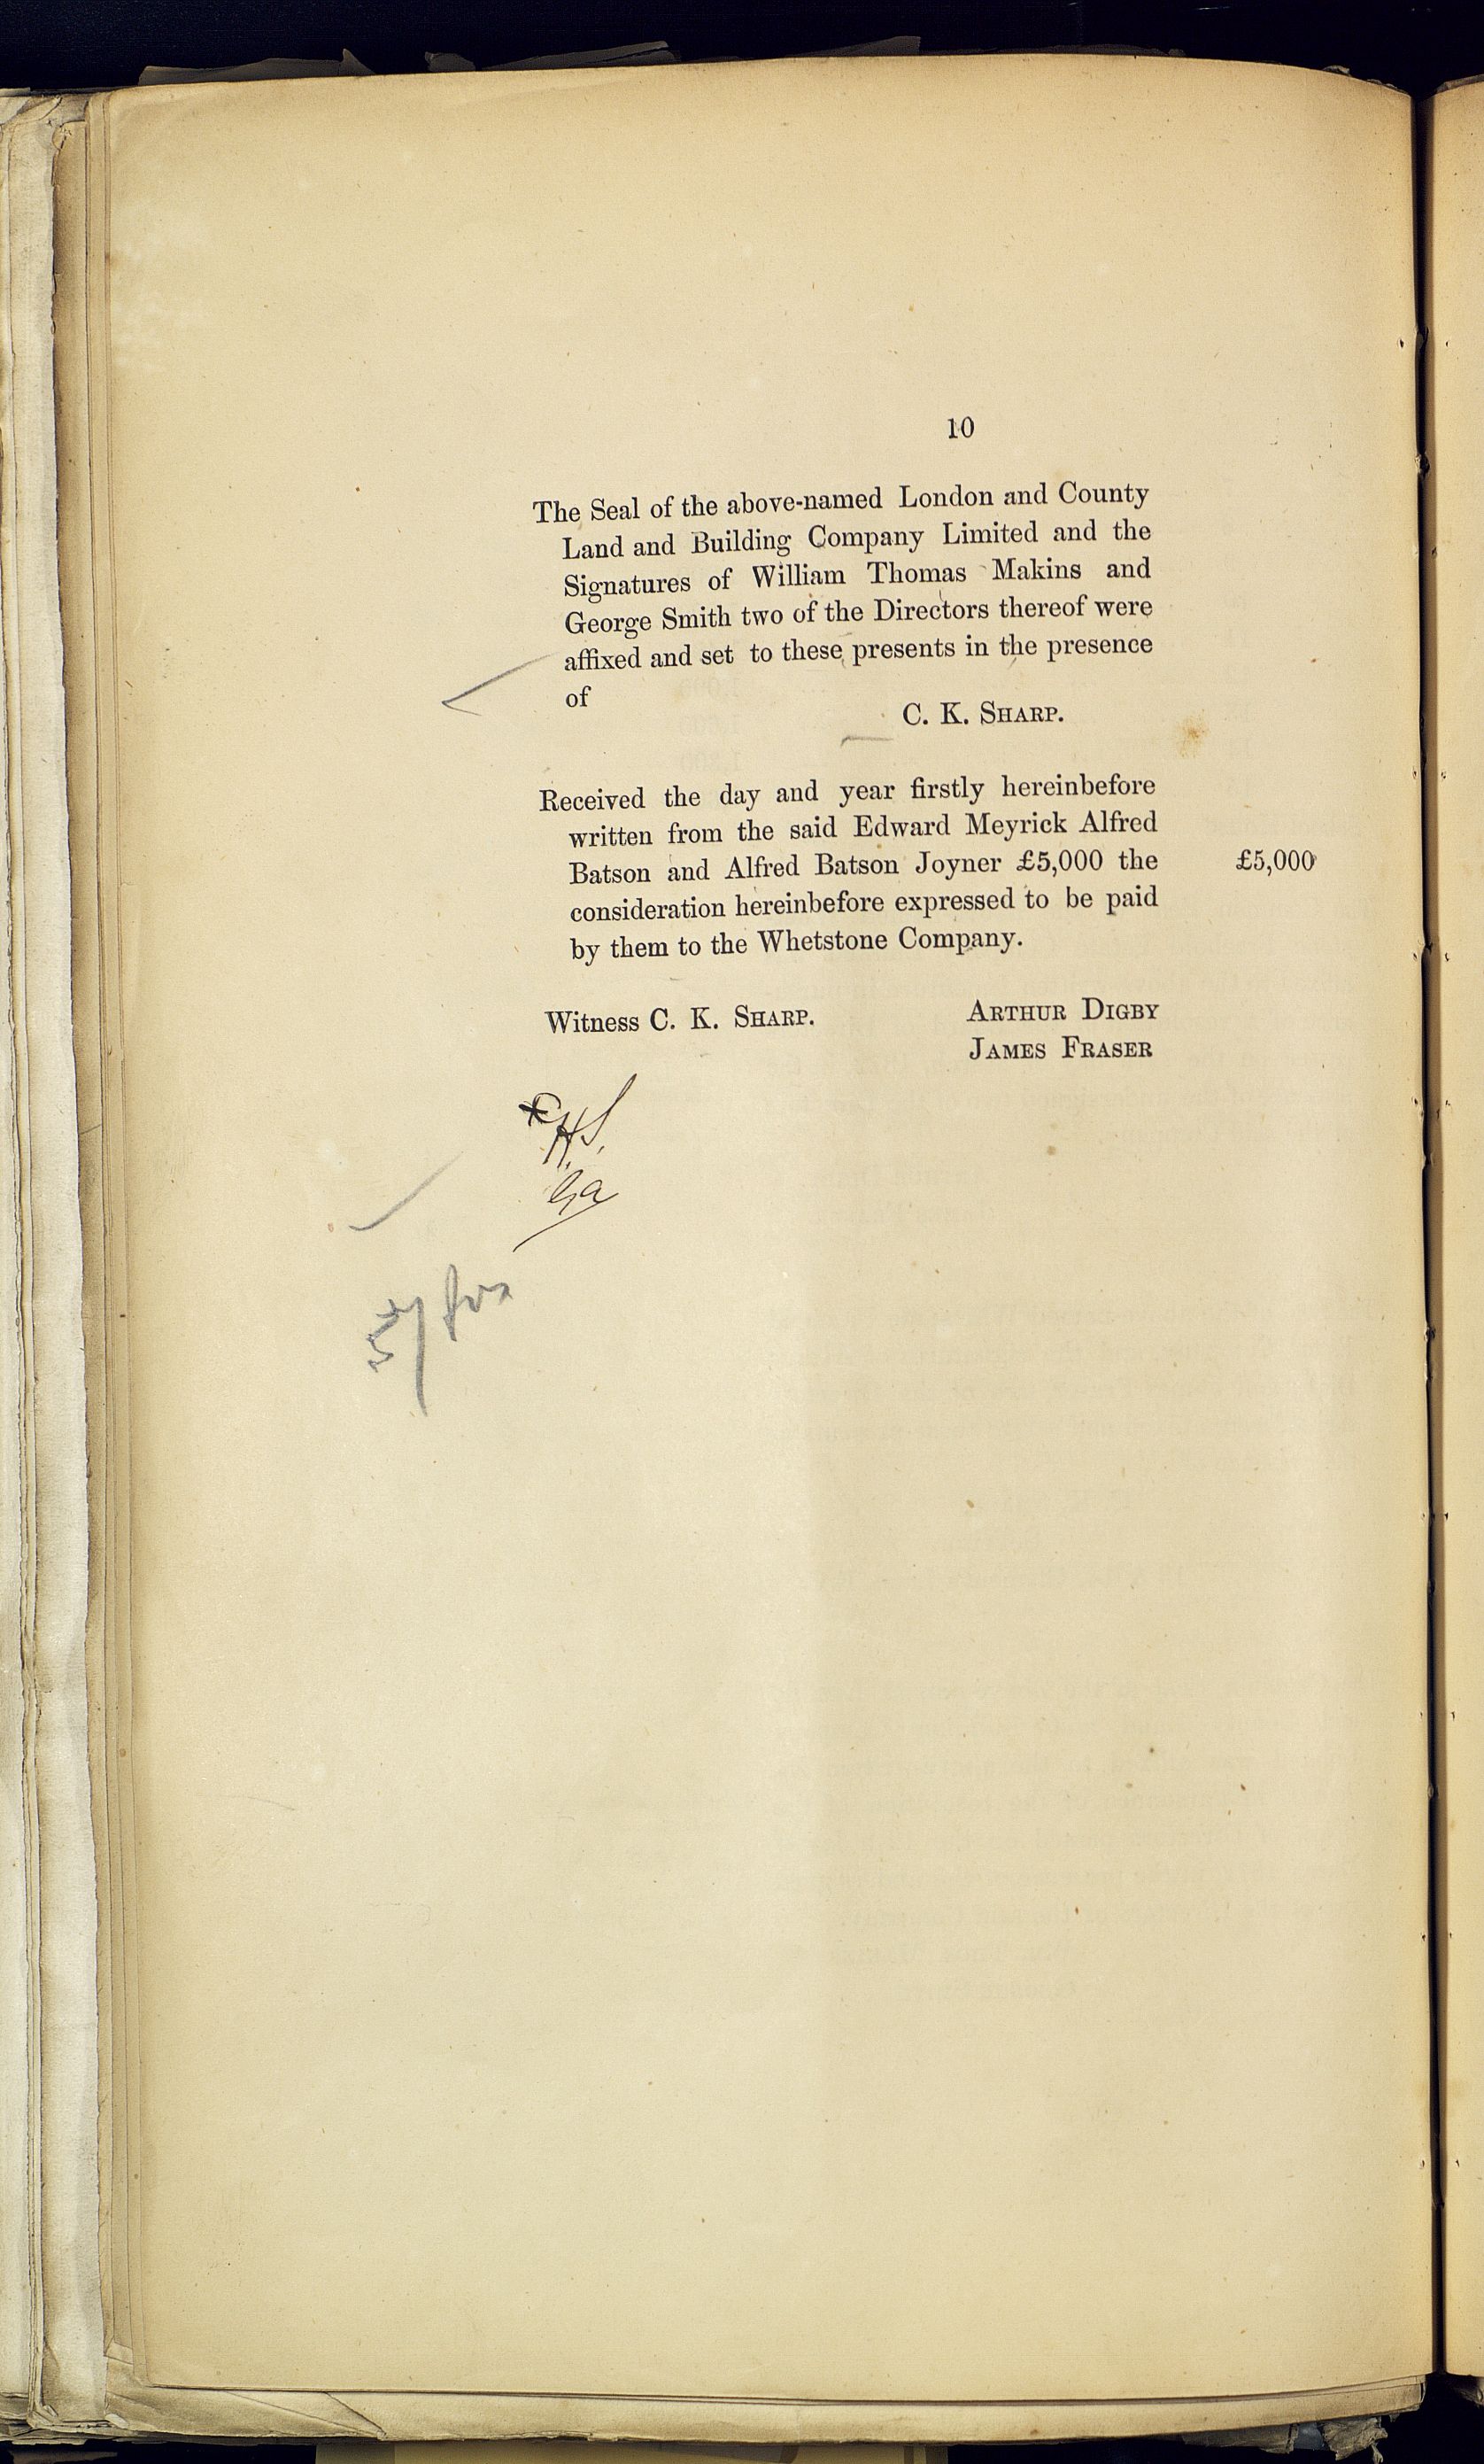 10
The Seal of the above-named London and County
Land and Building Company Limited and the
Signatures of William Thomas Makins and
George Smith two of the Directors thereof were
affixed and set to these presents in the presence
of
C. K. SHARP.
Received the day and year firstly hereinbefore
written from the said Edward Meyrick Alfred
Batson and Alfred Batson Joyner £5,000 the £5,000
consideration hereinbefore expressed to be paid
by them to the Whetstone Company.
Witness C. K. SHARP. ARTHUR DIGBY
JAMES FRASER